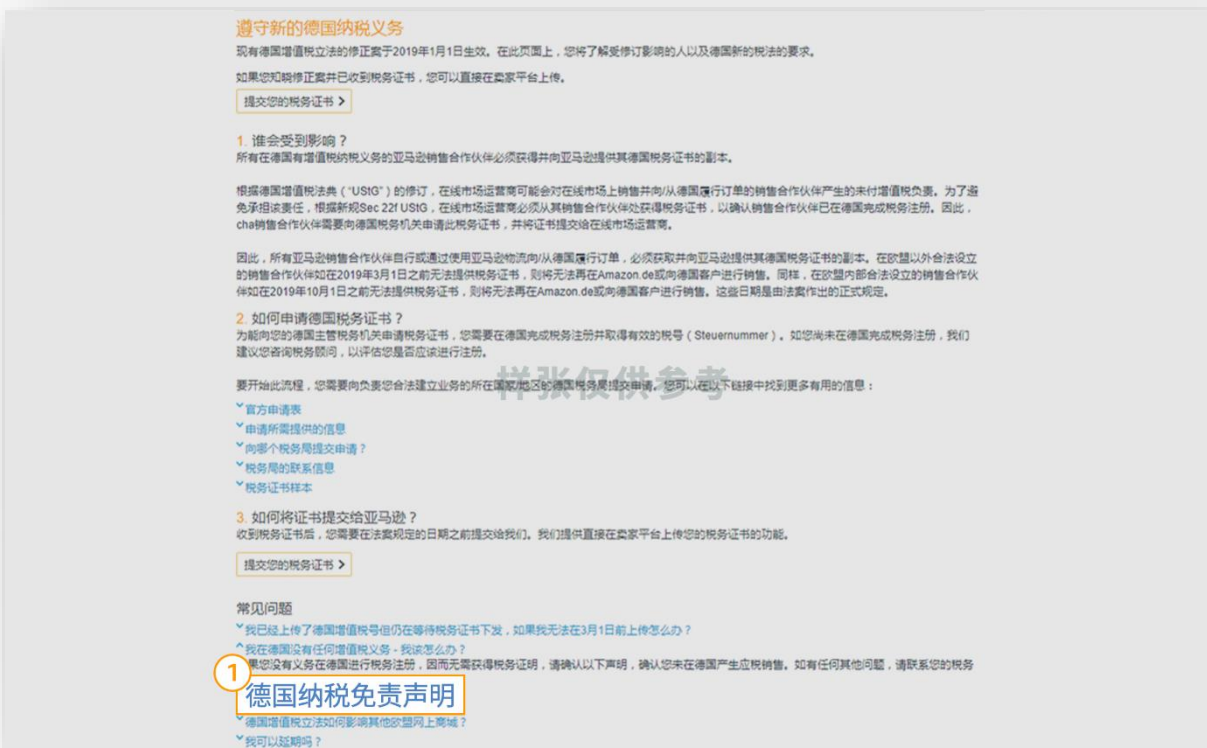 遵守新的德国纳税义务
现有德国增值税立法的修正案于2019年1月1日生效。在此页面上，您将了解受修订影响的人以及德国新的税法的要求。
如果您知晓修正案并已收到税务证书，您可以直接在卖家平台上传。
提交您的税务证书
1. 谁会受到影响？
所有在德国有增值税纳税义务的亚马逊销售合作伙伴必须获得并向亚马逊提供其德国税务证书的副本。
根据德国增值税法典（“UStG”）的修订，在线市场运营商可能会对在线市场上销售并向/从德国履行订单的销售合作伙伴产生的未付增值税负责。为了避
免承担该责任，根据新规Sec 22f UStG，在线市场运营商必须从其销售合作伙伴处获得税务证书，以确认销售合作伙伴已在德国完成税务注册。因此，
cha销售合作伙伴需要向德国税务机关申请此税务证书，并将证书提交给在线市场运营商。
因此，所有亚马逊销售合作伙伴自行或通过使用亚马逊物流向/从德国履行订单，必须获取并向亚马逊提供其德国税务证书的副本。在欧盟以外合法设立
的销售合作伙伴如在2019年3月1日之前无法提供税务证书，则将无法再在Amazon.de或向德国客户进行销售。同样，在欧盟内部合法设立的销售合作伙
伴如在2019年10月1日之前无法提供税务证书，则将无法再在Amazon.de或向德国客户进行销售。这些日期是由法案作出的正式规定。
2. 如何申请德国税务证书？
为能向您的德国主管税务机关申请税务证书，您需要在德国完成税务注册并取得有效的税号（Steuernummer）。如您尚未在德国完成税务注册，我们
建议您咨询税务顾问，以评估您是否应该进行注册。
要开始此流程，您需要向负责您合法建立业务的所在国家/地区的德国税务局提交申请。您可以在以下链接中找到更多有用的信息：
样张仅供参考
官方申请表
申请所需提供的信息
向哪个税务局提交申请？
税务局的联系信息
税务证书样本
3. 如何将证书提交给亚马逊？
收到税务证书后，您需要在法案规定的日期之前提交给我们。我们提供直接在卖家平台上传您的税务证书的功能。
提交您的税务证书
常见问题
我已经上传了德国增值税号但仍在等待税务证书下发，如果我无法在3月1日前上传怎么办？
我在德国没有任何增值税义务 - 我该怎么办？
果您没有义务在德国进行税务注册，因而无需获得税务证明，请确认以下声明，确认您未在德国产生应税销售。如有任何其他问题，请联系您的税务
1
德国纳税免责声明
德国增值税立法如何影响其他欧盟网上商城？
我可以延期吗？